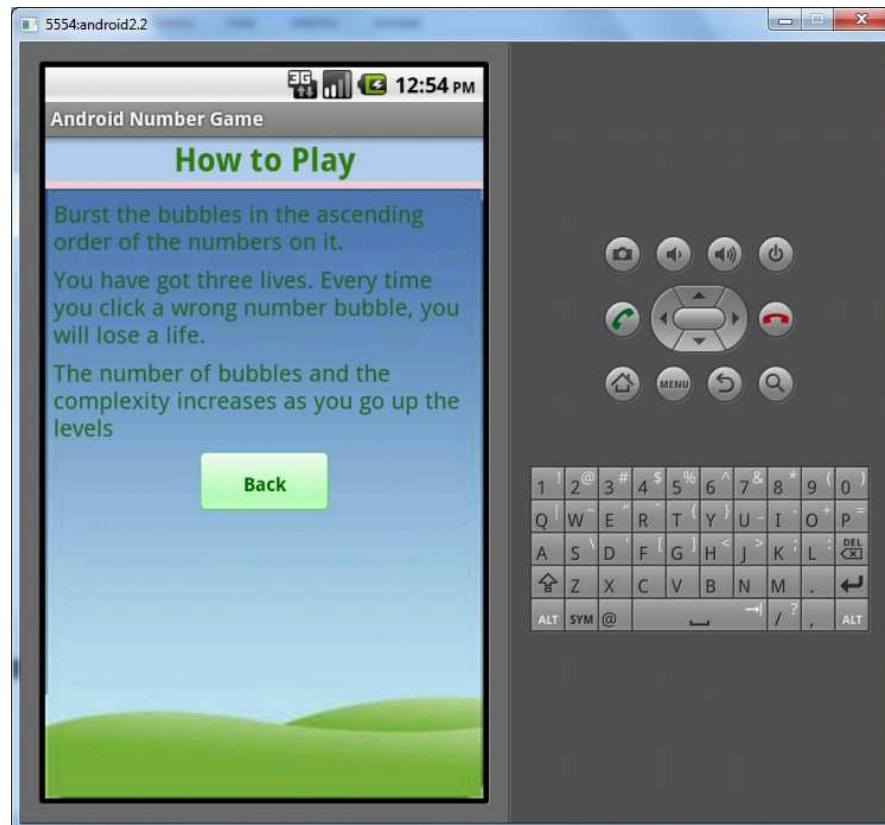 5554:android2.2
3G 12:54 PM
Android Number Game
How to Play
Burst the bubbles in the ascending
order of the numbers on it.
You have got three lives. Every time
you click a wrong number bubble, you
will lose a life.
The number of bubbles and the
complexity increases as you go up the
levels
Back
MENU
1 ! 2 @ 3 # 4 $ 5 % 6 ^ 7 & 8 * 9 ( 0 )
Q | W ~ E " R ` T { Y } U _ I - O + P =
A S \ D ' F [ G ] H < J > K ; L : DEL
Z X C V B N M .
ALT SYM @ / ? , ALT